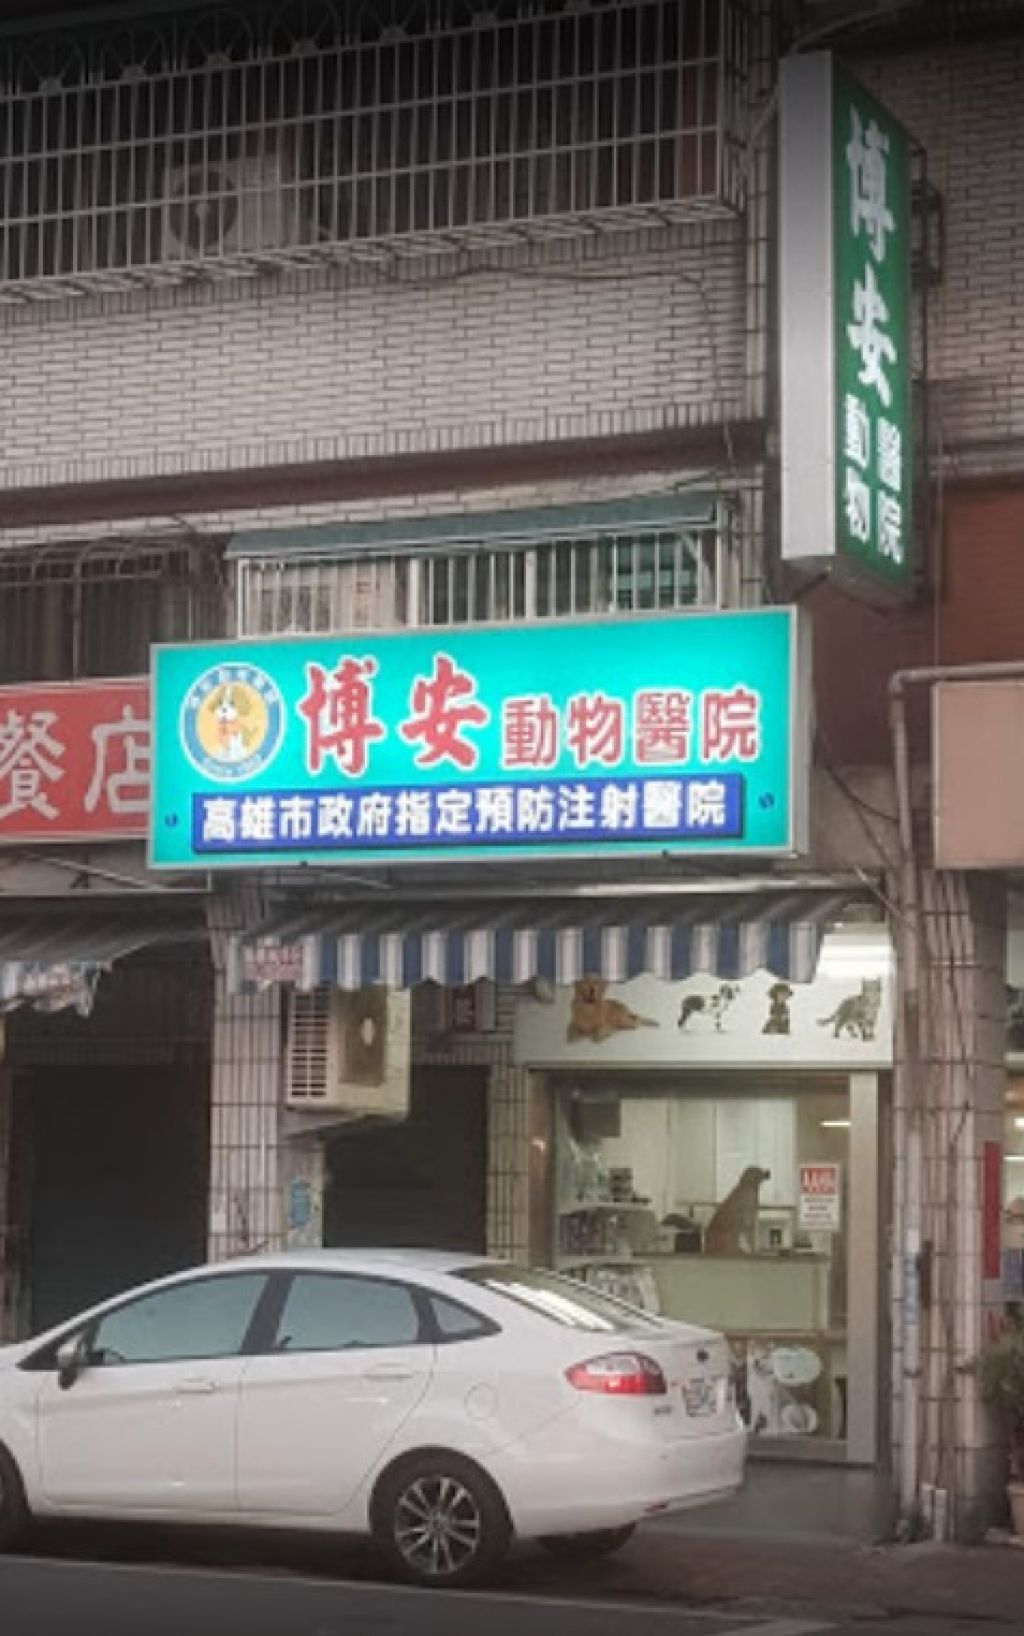 博安
動物
醫院
博安動物醫院
高雄市政府指定預防注射醫院
餐店